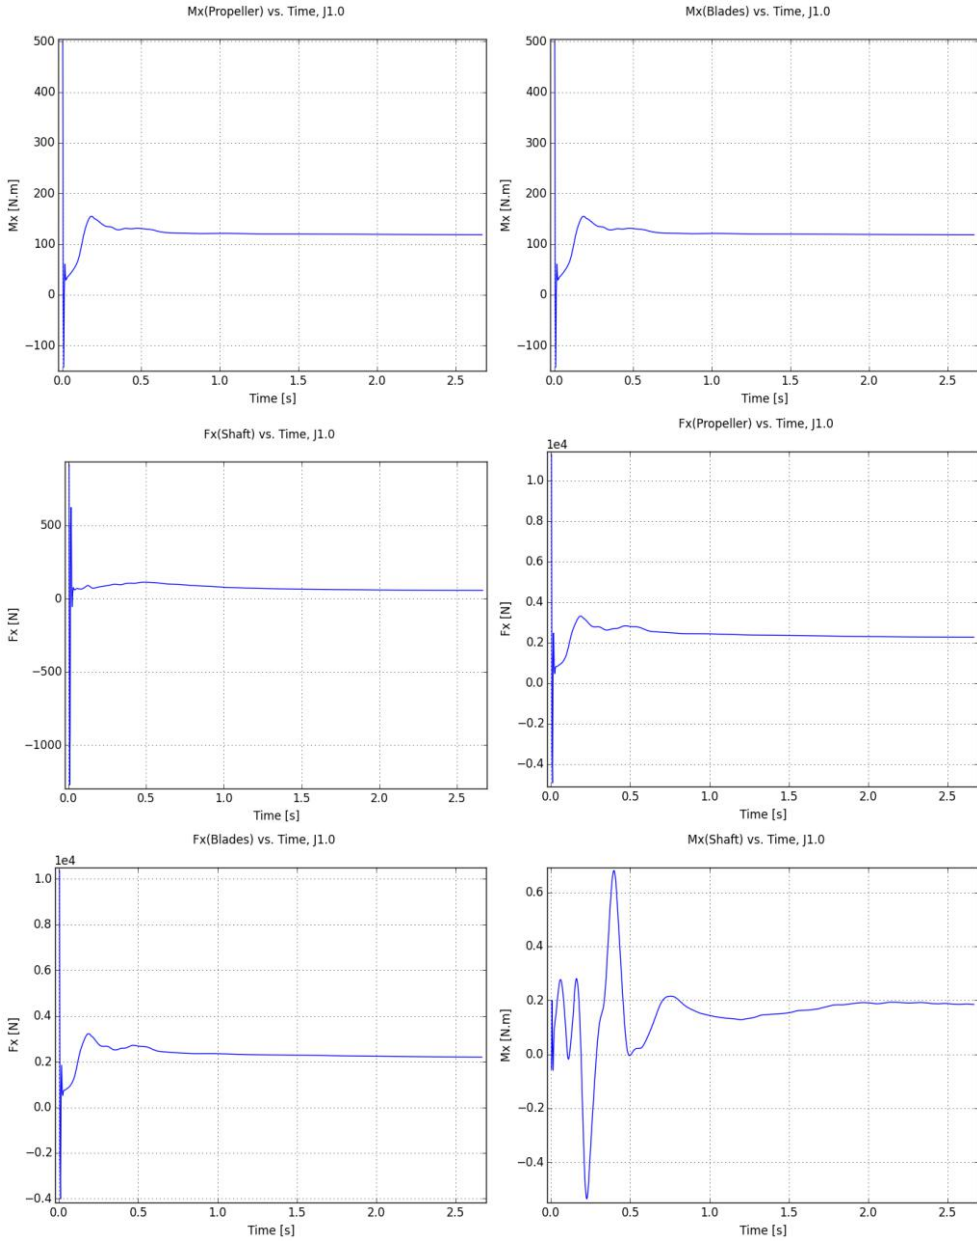 Mx(Propeller) vs. Time, J1.0
500
400
300
200
100
0
−100
Mx [N.m]
0.0 0.5 1.0 1.5 2.0 2.5
Time [s]
Mx(Blades) vs. Time, J1.0
500
400
300
200
100
0
−100
Mx [N.m]
0.0 0.5 1.0 1.5 2.0 2.5
Time [s]
Fx(Shaft) vs. Time, J1.0
500
0
−500
−1000
Fx [N]
0.0 0.5 1.0 1.5 2.0 2.5
Time [s]
Fx(Propeller) vs. Time, J1.0
1e4
1.0
0.8
0.6
0.4
0.2
0.0
−0.2
−0.4
Fx [N]
0.0 0.5 1.0 1.5 2.0 2.5
Time [s]
Fx(Blades) vs. Time, J1.0
1e4
1.0
0.8
0.6
0.4
0.2
0.0
−0.2
−0.4
Fx [N]
0.0 0.5 1.0 1.5 2.0 2.5
Time [s]
Mx(Shaft) vs. Time, J1.0
0.6
0.4
0.2
0.0
−0.2
−0.4
Mx [N.m]
0.0 0.5 1.0 1.5 2.0 2.5
Time [s]